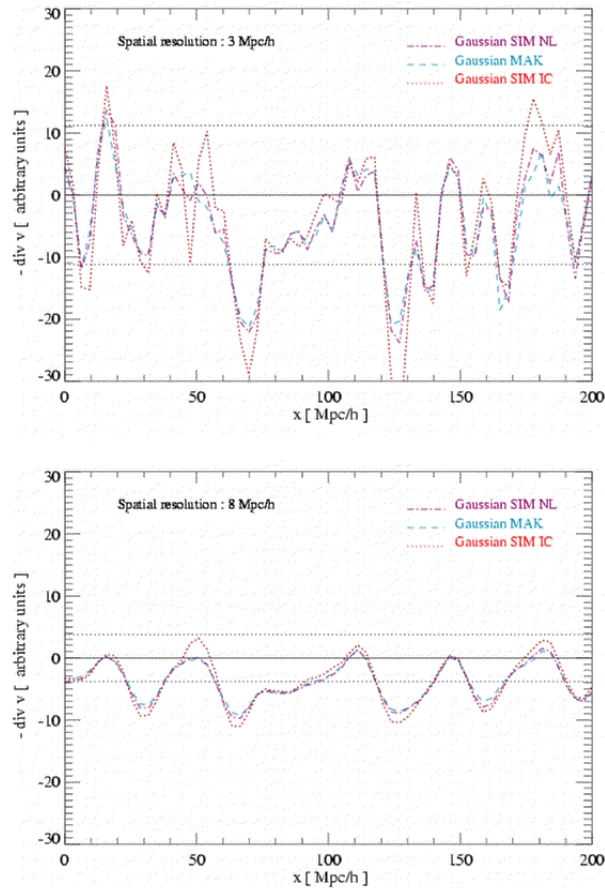 Spatial resolution : 3 Mpc/h
Gaussian SIM NL
Gaussian MAK
Gaussian SIM IC
- div v [ arbitrary units ]
30
20
10
0
-10
-20
-30
0 50 100 150 200
x [ Mpc/h ]
Spatial resolution : 8 Mpc/h
Gaussian SIM NL
Gaussian MAK
Gaussian SIM IC
- div v [ arbitrary units ]
30
20
10
0
-10
-20
-30
0 50 100 150 200
x [ Mpc/h ]